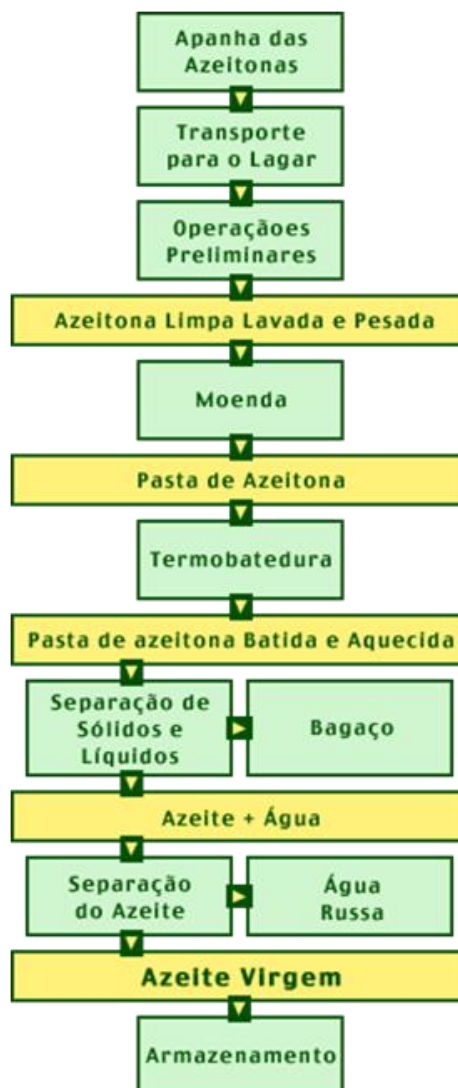 Apanha das
Azeitonas
Transporte
para o Lagar
Operaçãoes
Preliminares
Azeitona Limpa Lavada e Pesada
Moenda
Pasta de Azeitona
Termobatedura
Pasta de azeitona Batida e Aquecida
Separação de
Sólidos e
Líquidos
Bagaço
Azeite + Água
Separação
do Azeite
Água
Russa
Azeite Virgem
Armazenamento